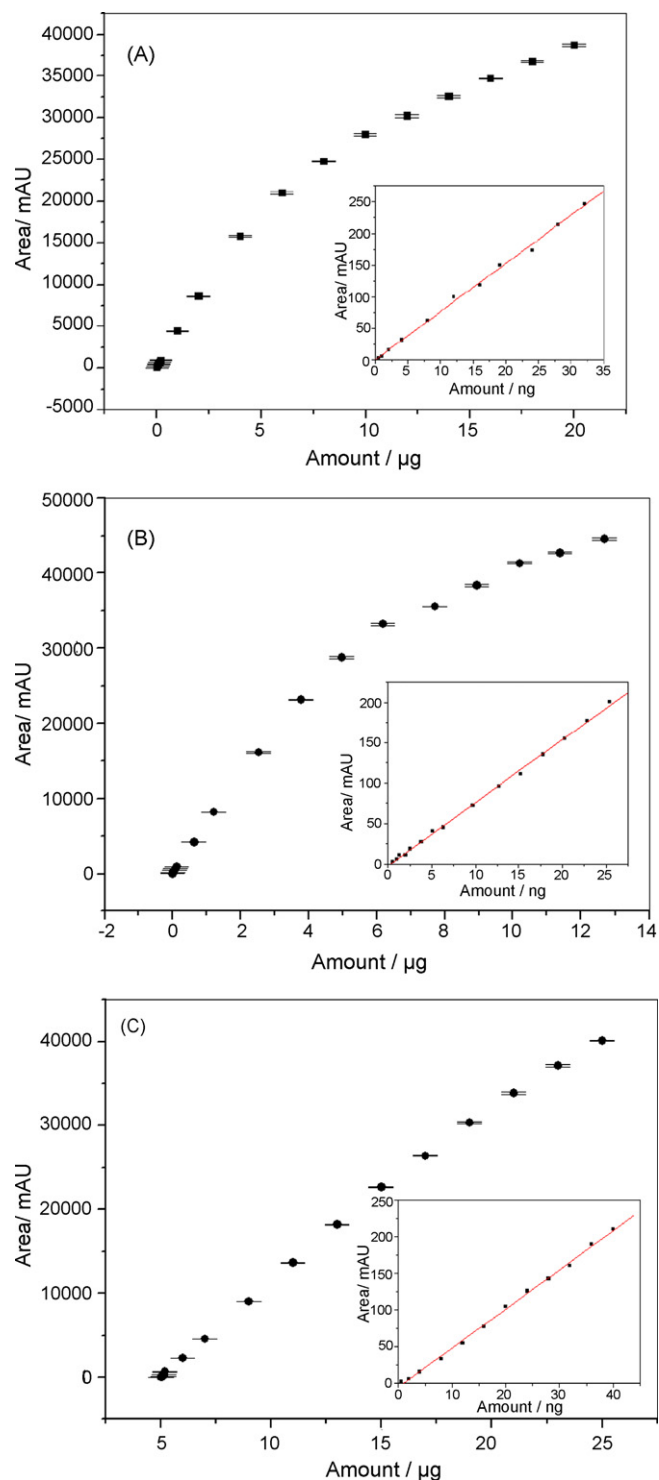 (A)
40000
35000
30000
25000
20000
15000
10000
5000
0
-5000
Area/ mAU
0 5 10 15 20
Amount / µg
250
200
150
100
50
0
Area/ mAU
0 5 10 15 20 25 30 35
Amount / ng
(B)
50000
40000
30000
20000
10000
0
Area/ mAU
-2 0 2 4 6 8 10 12 14
Amount / µg
200
150
100
50
0
Area/ mAU
0 5 10 15 20 25
Amount / ng
(C)
40000
30000
20000
10000
0
Area/ mAU
5 10 15 20 25
Amount / µg
250
200
150
100
50
0
Area/ mAU
0 10 20 30 40
Amount / ng